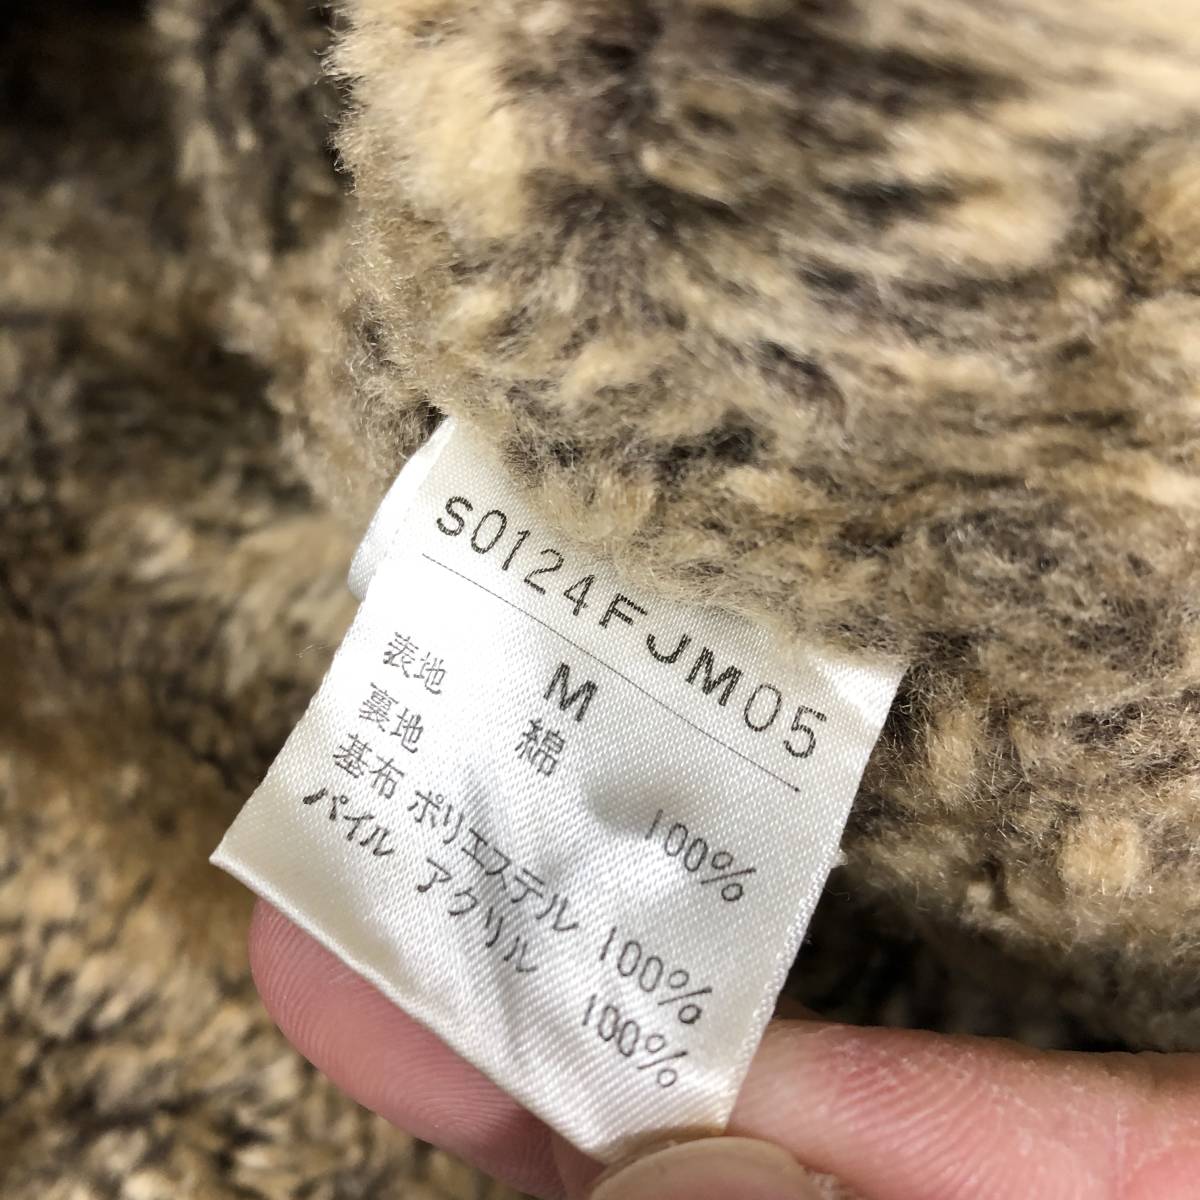 S0124FJM05
M
表地 綿 100%
裏地
基布 ポリエステル 100%
パイル アクリル 100%